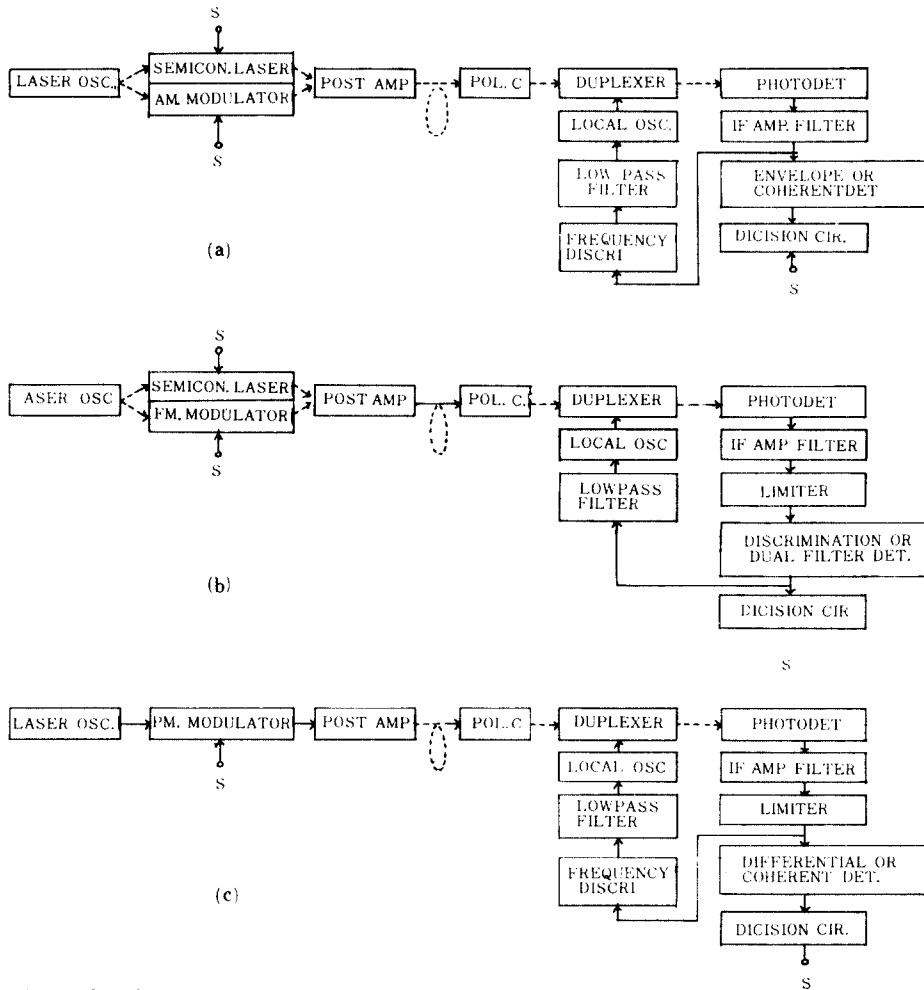 S
LASER OSC.
SEMICON. LASER
AM. MODULATOR
S
POST AMP
POL. C
DUPLEXER
LOCAL OSC.
LOW PASS
FILTER
FREQUENCY
DISCRI
PHOTODET
IF AMP. FILTER
ENVELOPE OR
COHERENTDET
DICISION CIR.
S
(a)
S
ASER OSC
SEMICON. LASER
FM. MODULATOR
S
POST AMP
POL. C.
DUPLEXER
LOCAL OSC
LOWPASS
FILTER
PHOTODET
IF AMP FILTER
LIMITER
DISCRIMINATION OR
DUAL FILTER DET.
DICISION CIR
S
(b)
LASER OSC.
PM. MODULATOR
S
POST AMP
POL. C
DUPLEXER
LOCAL OSC
LOWPASS
FILTER
FREQUENCY
DISCRI
PHOTODET
IF AMP FILTER
LIMITER
DIFFERENTIAL OR
COHERENT DET.
DICISION CIR.
S
(c)